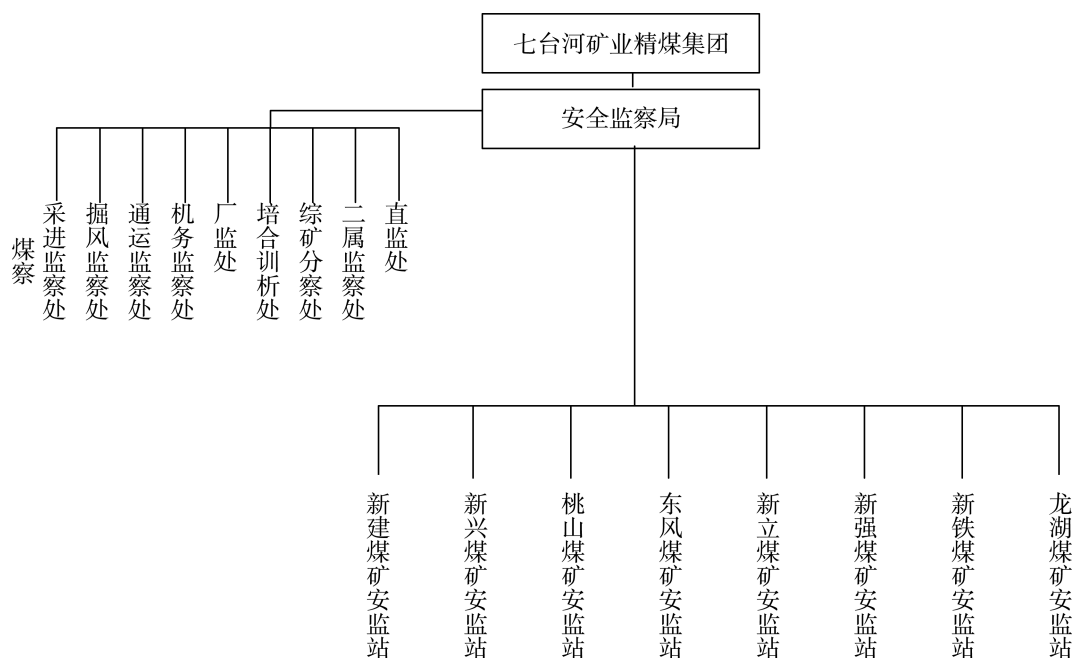 七台河矿业精煤集团
安全监察局
煤察
采进监察处
掘风监察处
通运监察处
机务监察处
厂监处
培合训析处
综矿分察处
二属监察处
直监处
新建煤矿安监站
新兴煤矿安监站
桃山煤矿安监站
东风煤矿安监站
新立煤矿安监站
新强煤矿安监站
新铁煤矿安监站
龙湖煤矿安监站